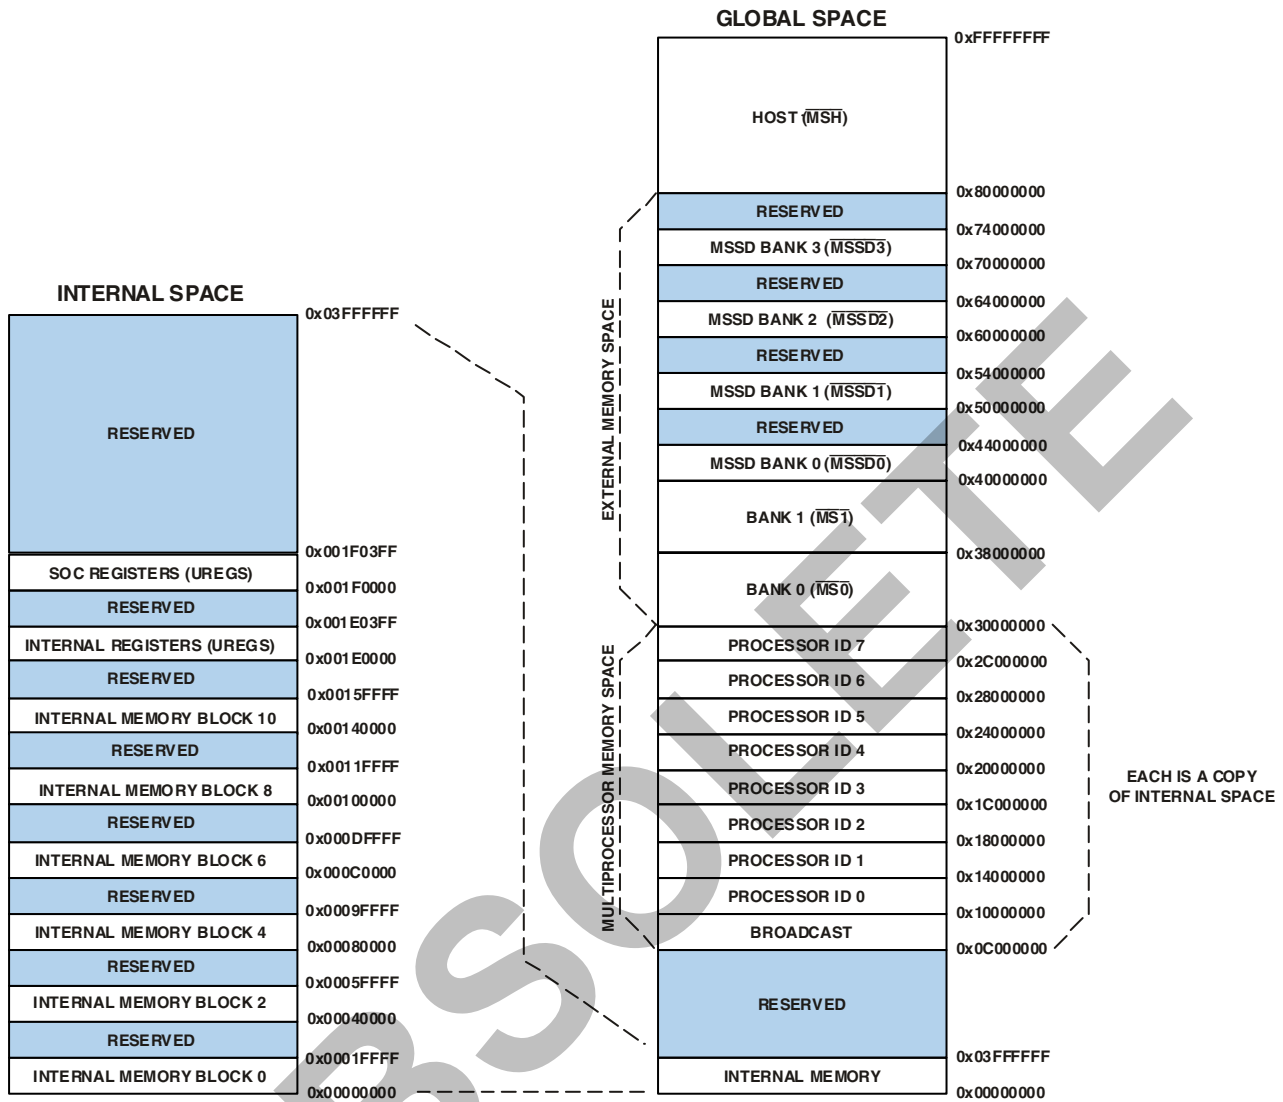 GLOBAL SPACE
0xFFFFFFFF
HOST (MSH)
0x80000000
RESERVED
0x74000000
MSSD BANK 3 (MSSD3)
0x70000000
RESERVED
0x64000000
MSSD BANK 2 (MSSD2)
0x60000000
RESERVED
0x54000000
MSSD BANK 1 (MSSD1)
0x50000000
RESERVED
0x44000000
MSSD BANK 0 (MSSD0)
0x40000000
BANK 1 (MS1)
0x38000000
BANK 0 (MS0)
0x30000000
PROCESSOR ID 7
0x2C000000
PROCESSOR ID 6
0x28000000
PROCESSOR ID 5
0x24000000
PROCESSOR ID 4
0x20000000
PROCESSOR ID 3
0x1C000000
PROCESSOR ID 2
0x18000000
PROCESSOR ID 1
0x14000000
PROCESSOR ID 0
0x10000000
BROADCAST
0x0C000000
RESERVED
0x03FFFFFF
INTERNAL MEMORY
0x00000000
EXTERNAL MEMORY SPACE
MULTIPROCESSOR MEMORY SPACE
EACH IS A COPY
OF INTERNAL SPACE
INTERNAL SPACE
0x03FFFFFF
RESERVED
0x001F03FF
SOC REGISTERS (UREGS)
0x001F0000
RESERVED
0x001E03FF
INTERNAL REGISTERS (UREGS)
0x001E0000
RESERVED
0x0015FFFF
INTERNAL MEMORY BLOCK 10
0x00140000
RESERVED
0x0011FFFF
INTERNAL MEMORY BLOCK 8
0x00100000
RESERVED
0x000DFFFF
INTERNAL MEMORY BLOCK 6
0x000C0000
RESERVED
0x0009FFFF
INTERNAL MEMORY BLOCK 4
0x00080000
RESERVED
0x0005FFFF
INTERNAL MEMORY BLOCK 2
0x00040000
RESERVED
0x0001FFFF
INTERNAL MEMORY BLOCK 0
0x00000000
BSOLETE